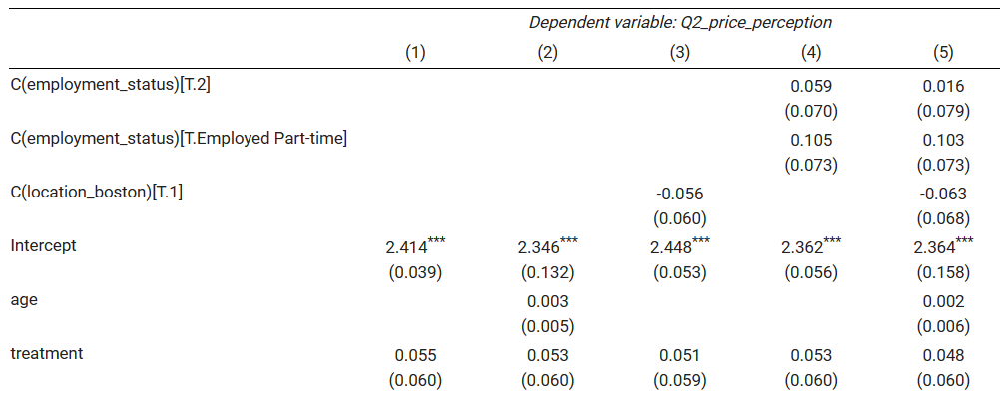 Dependent variable: Q2_price_perception
(1) (2) (3) (4) (5)
C(employment_status)[T.2] 0.059 0.016
(0.070) (0.079)
C(employment_status)[T.Employed Part-time] 0.105 0.103
(0.073) (0.073)
C(location_boston)[T.1] -0.056 -0.063
(0.060) (0.068)
Intercept 2.414*** 2.346*** 2.448*** 2.362*** 2.364***
(0.039) (0.132) (0.053) (0.056) (0.158)
age 0.003 0.002
(0.005) (0.006)
treatment 0.055 0.053 0.051 0.053 0.048
(0.060) (0.060) (0.059) (0.060) (0.060)